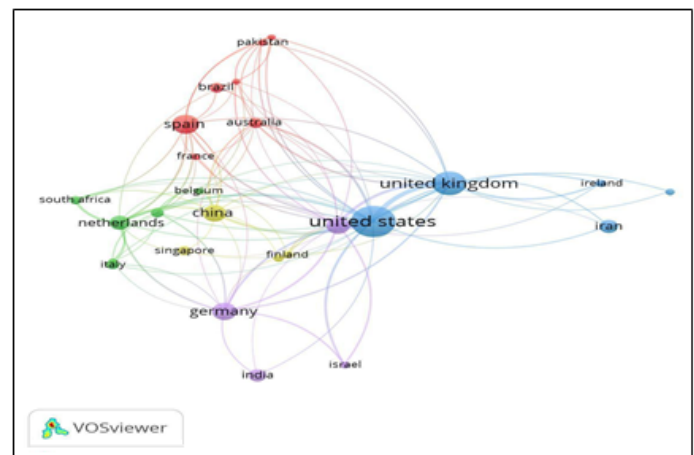 pakistan
brazil
spain
australia
france
united kingdom
ireland
belgium
south africa
china
netherlands
united states
iran
singapore
finland
italy
germany
israel
india
VOSviewer